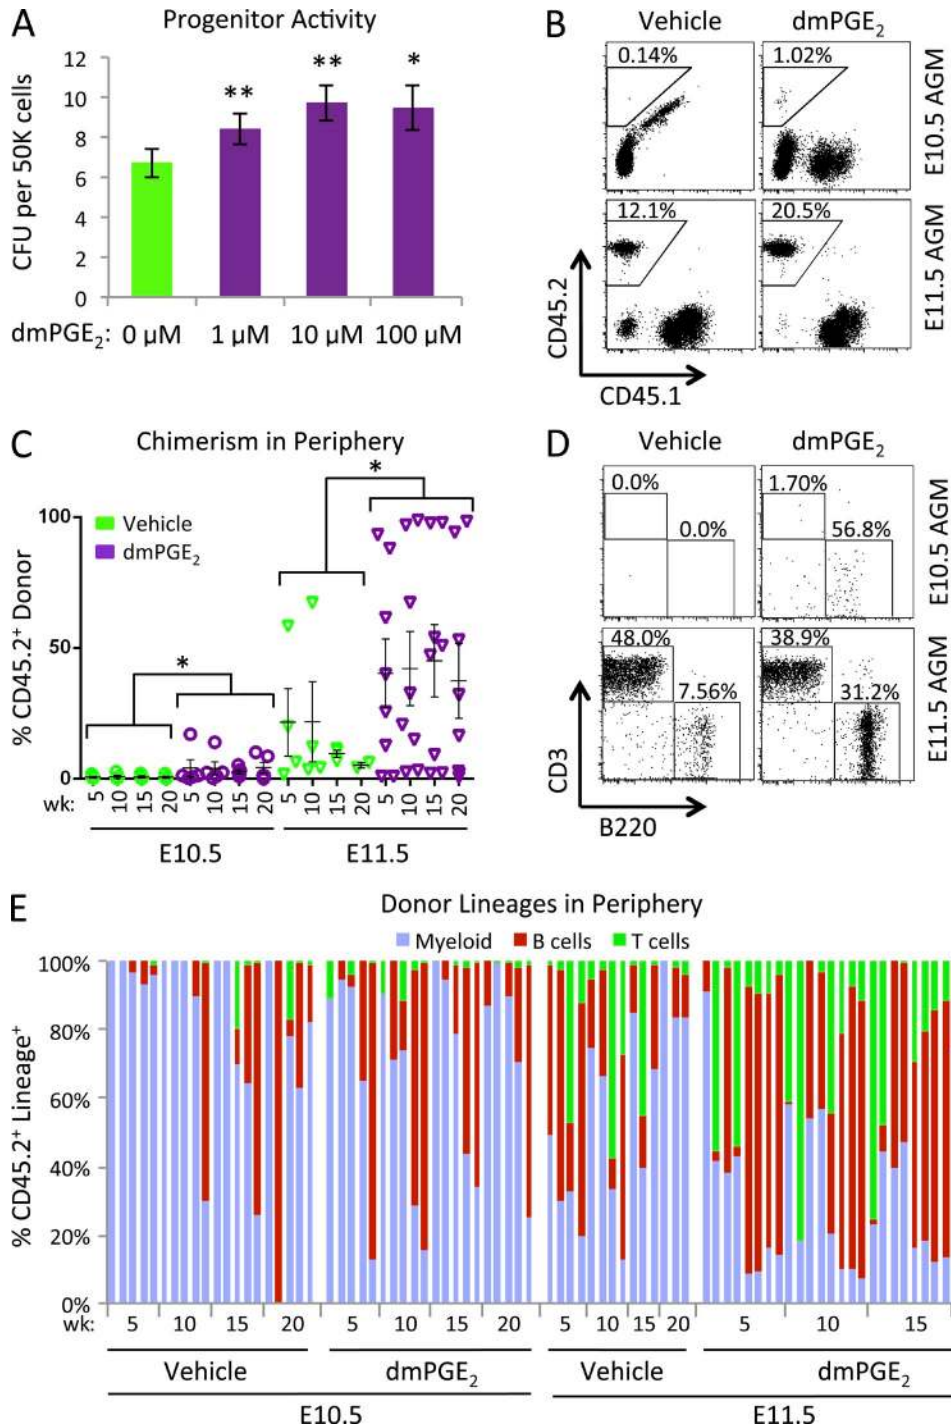 A Progenitor Activity
CFU per 50K cells
12
10
8
6
4
2
0
** ** *
dmPGE2: 0 µM 1 µM 10 µM 100 µM
B Vehicle dmPGE2
0.14% 1.02%
E10.5 AGM
12.1% 20.5%
E11.5 AGM
CD45.2
CD45.1
C Chimerism in Periphery
% CD45.2+ Donor
100
50
0
Vehicle
dmPGE2
* *
wk: 5 10 15 20 5 10 15 20 5 10 15 20 5 10 15 20
E10.5 E11.5
D Vehicle dmPGE2
0.0% 1.70%
0.0% 56.8%
E10.5 AGM
48.0% 38.9%
7.56% 31.2%
E11.5 AGM
CD3
B220
E Donor Lineages in Periphery
Myeloid B cells T cells
% CD45.2+ Lineage+
100%
80%
60%
40%
20%
0%
wk: 5 10 15 20 5 10 15 20 5 10 15 20 5 10 15
Vehicle dmPGE2 Vehicle dmPGE2
E10.5 E11.5